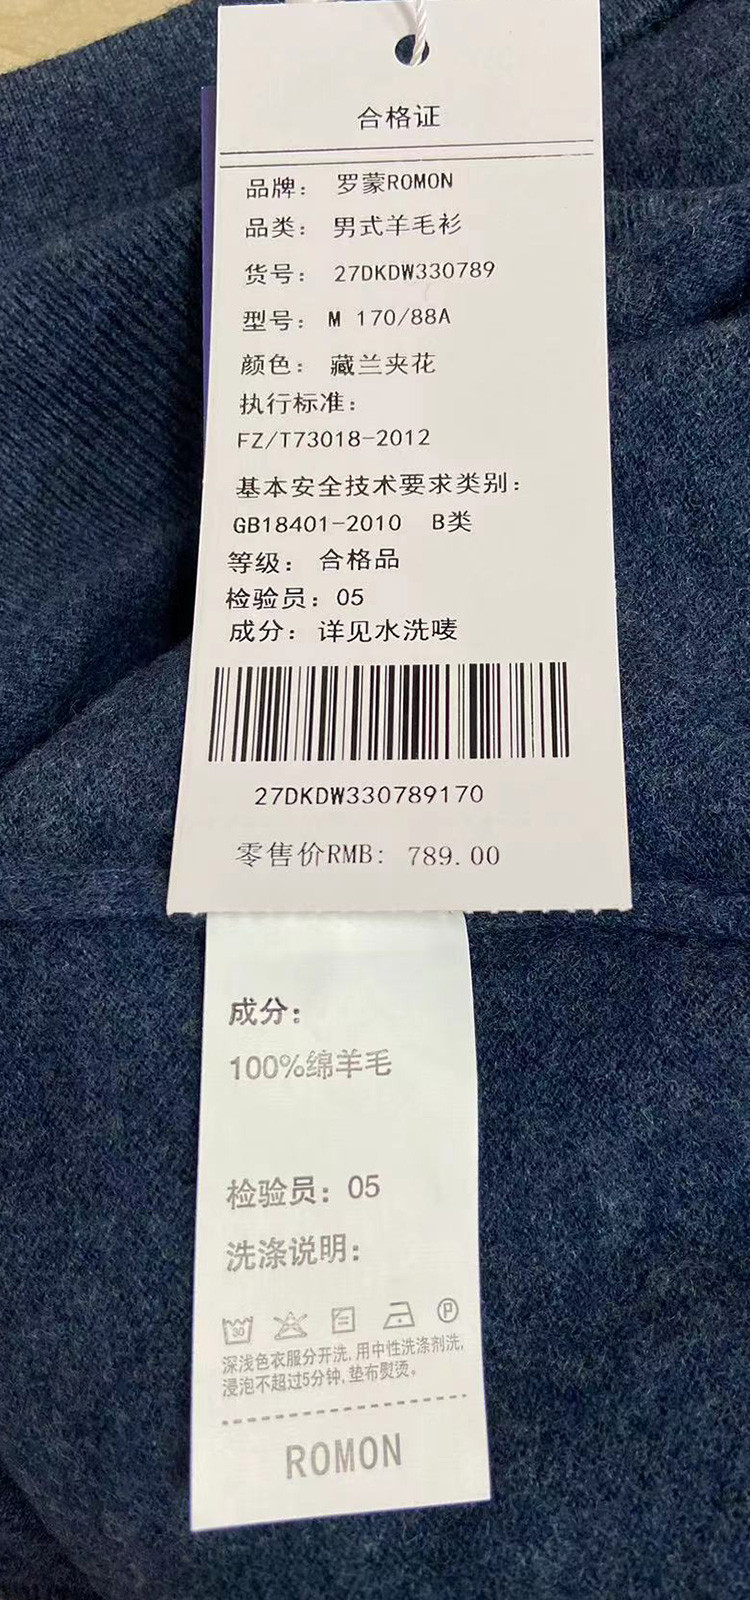 合格证
品牌： 罗蒙ROMON
品类： 男式羊毛衫
货号： 27DKDW330789
型号： M 170/88A
颜色： 藏兰夹花
执行标准：
FZ/T73018-2012
基本安全技术要求类别：
GB18401-2010 B类
等级： 合格品
检验员： 05
成分： 详见水洗唛
27DKDW330789170
零售价RMB: 789.00
成分：
100%绵羊毛
检验员：05
洗涤说明：
30 P
深浅色衣服分开洗,用中性洗涤剂洗,
浸泡不超过5分钟,垫布熨烫。
ROMON